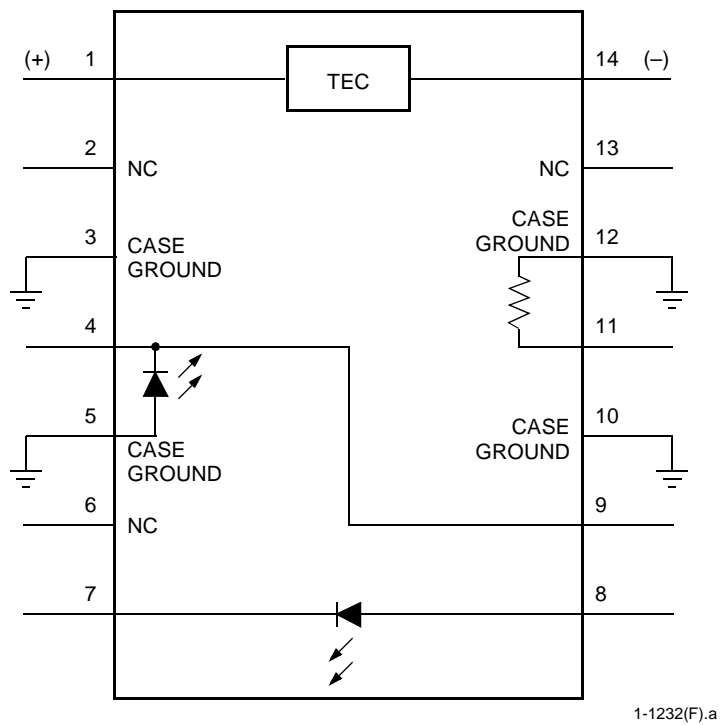 (+) 1 TEC 14 (–)
2 NC NC 13
3 CASE GROUND
CASE GROUND 12
4 11
5 CASE GROUND
CASE GROUND 10
6 NC 9
7 8
1-1232(F).a